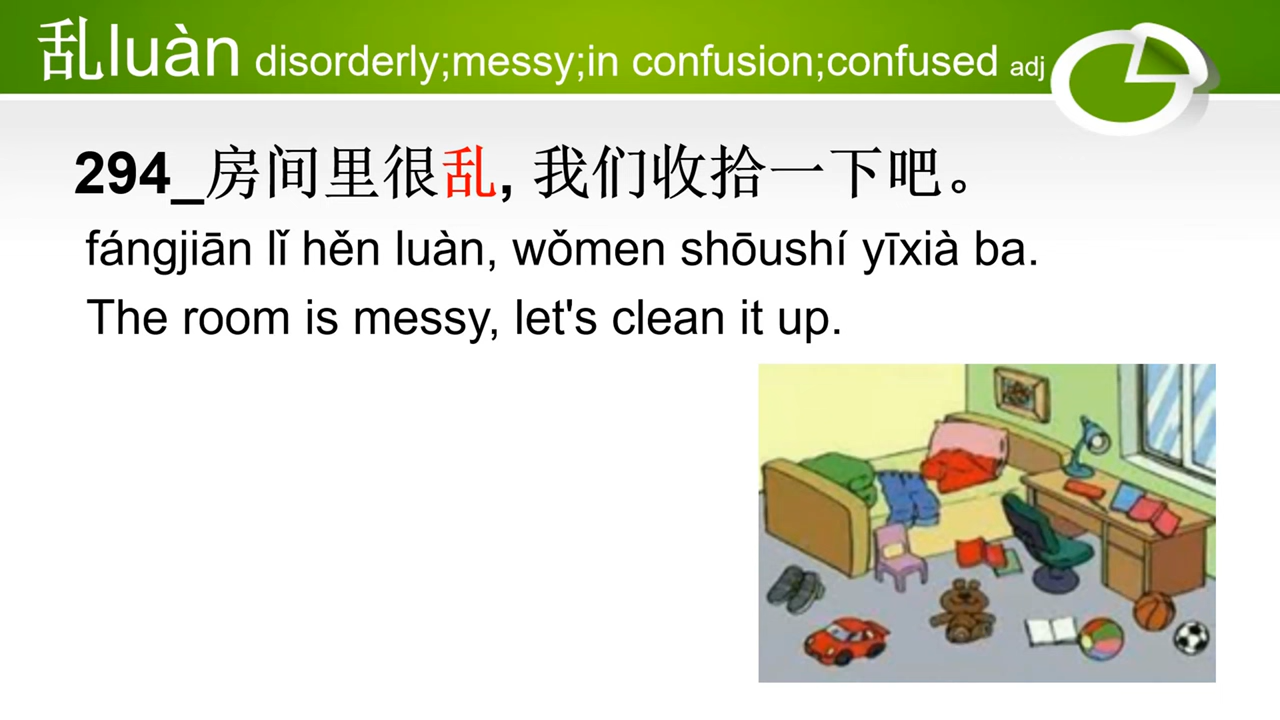 乱luàn disorderly;messy;in confusion;confused adj
294_房间里很乱, 我们收拾一下吧。
fángjiān lǐ hěn luàn, wǒmen shōushí yīxià ba.
The room is messy, let's clean it up.